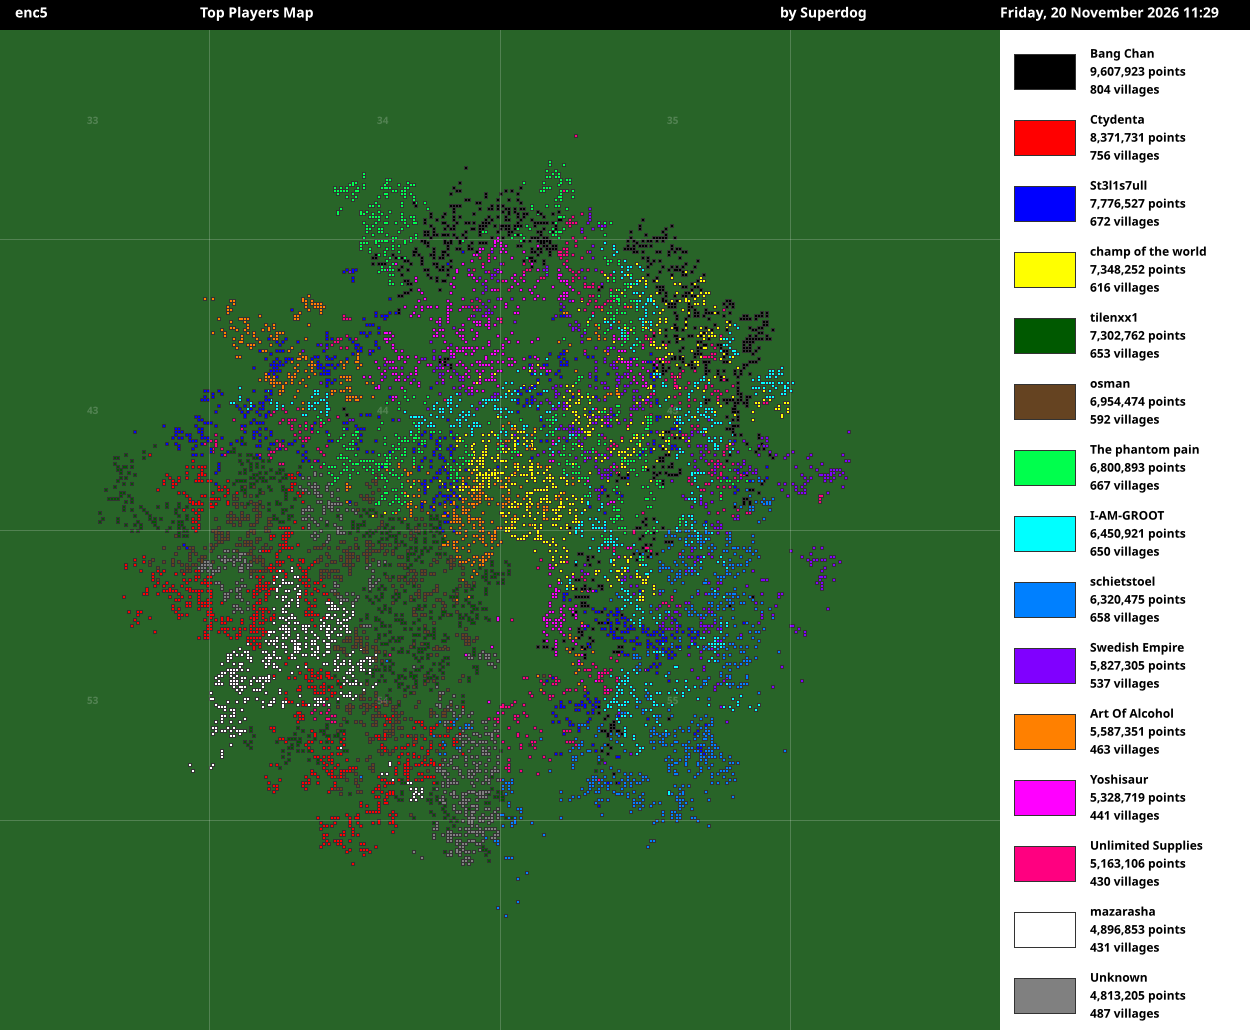 enc5 Top Players Map by Superdog Friday, 20 November 2026 11:29
33 34 35
43 44
53
Bang Chan
9,607,923 points
804 villages
Ctydenta
8,371,731 points
756 villages
St3l1s7ull
7,776,527 points
672 villages
champ of the world
7,348,252 points
616 villages
tilenxx1
7,302,762 points
653 villages
osman
6,954,474 points
592 villages
The phantom pain
6,800,893 points
667 villages
I-AM-GROOT
6,450,921 points
650 villages
schietstoel
6,320,475 points
658 villages
Swedish Empire
5,827,305 points
537 villages
Art Of Alcohol
5,587,351 points
463 villages
Yoshisaur
5,328,719 points
441 villages
Unlimited Supplies
5,163,106 points
430 villages
mazarasha
4,896,853 points
431 villages
Unknown
4,813,205 points
487 villages